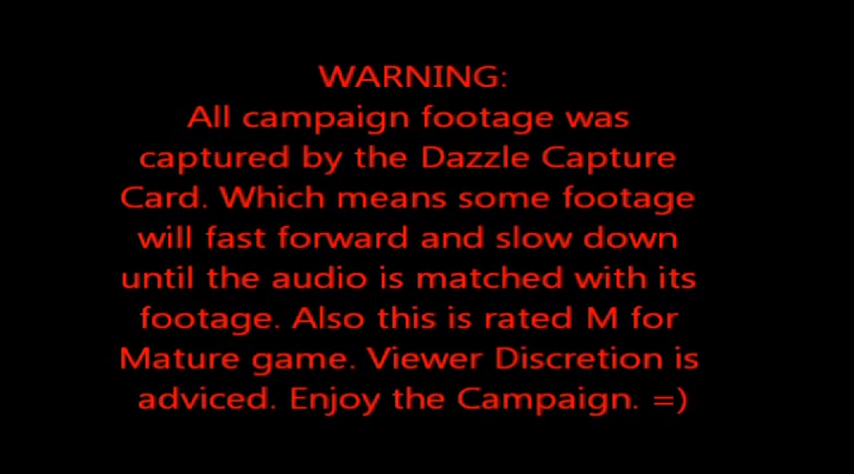 WARNING:
All campaign footage was
captured by the Dazzle Capture
Card. Which means some footage
will fast forward and slow down
until the audio is matched with its
footage. Also this is rated M for
Mature game. Viewer Discretion is
adviced. Enjoy the Campaign. =)